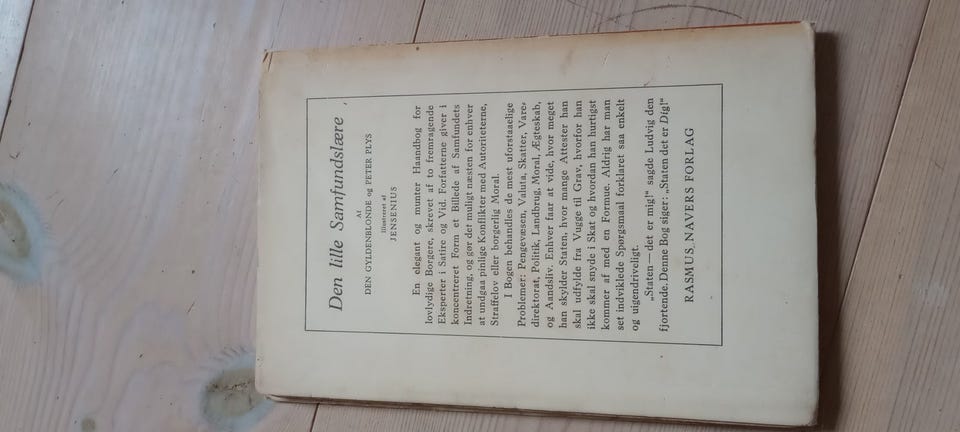 Den lille Samfundslære
Af
DEN GYLDENBLONDE og PETER PLYS
Illustreret af
JENSENIUS
En elegant og munter Haandbog for
lovlydige Borgere, skrevet af to fremragende
Eksperter i Satire og Vid. Forfatterne giver i
koncentreret Form et Billede af Samfundets
Indretning, og gør det muligt næsten for enhver
at undgaa pinlige Konflikter med Autoriteterne,
Straffelov eller borgerlig Moral.
I Bogen behandles de mest uforstaaelige
Problemer: Pengevæsen, Valuta, Skatter, Vare-
direktorat, Politik, Landbrug, Moral, Ægteskab,
og Aandsliv. Enhver faar at vide, hvor meget
han skylder Staten, hvor mange Attester han
skal udfylde fra Vugge til Grav, hvorfor han
ikke skal snyde i Skat og hvordan han hurtigst
kommer af med en Formue. Aldrig har man
set indviklede Spørgsmaal forklaret saa enkelt
og uigendriveligt.
„Staten — det er mig!“ sagde Ludvig den
fjortende. Denne Bog siger: „Staten det er Dig!“
RASMUS NAVERS FORLAG